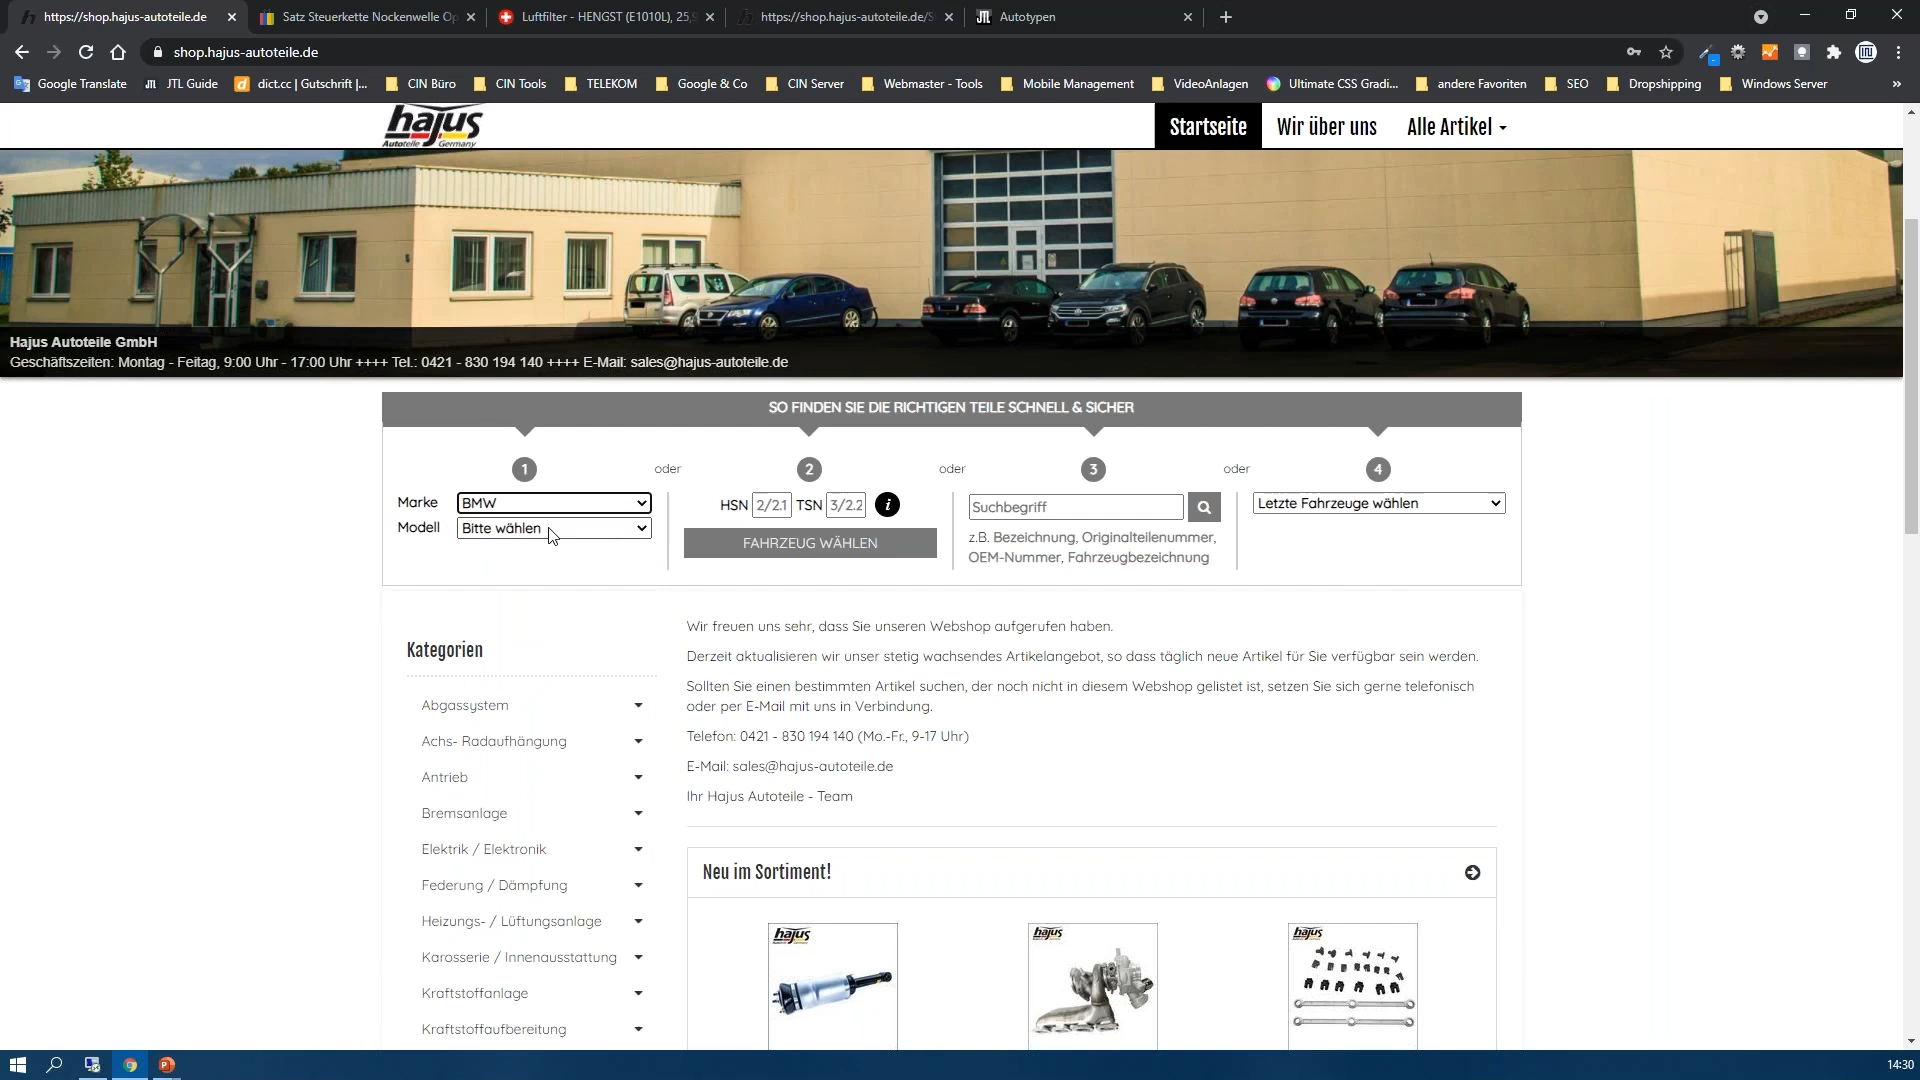 https://shop.hajus-autoteile.de
Satz Steuerkette Nockenwelle Op
Luftfilter - HENGST (E1010L), 25,5
https://shop.hajus-autoteile.de/S
Autotypen
shop.hajus-autoteile.de
Google Translate
JTL Guide
dict.cc | Gutschrift |...
CIN Büro
CIN Tools
TELEKOM
Google & Co
CIN Server
Webmaster - Tools
Mobile Management
VideoAnlagen
Ultimate CSS Gradi...
andere Favoriten
SEO
Dropshipping
Windows Server
»
hajus
Autoteile Germany
Startseite
Wir über uns
Alle Artikel
Hajus Autoteile GmbH
Geschäftszeiten: Montag - Feitag, 9:00 Uhr - 17:00 Uhr ++++ Tel.: 0421 - 830 194 140 ++++ E-Mail: sales@hajus-autoteile.de
SO FINDEN SIE DIE RICHTIGEN TEILE SCHNELL & SICHER
1
oder
2
oder
3
oder
4
Marke
BMW
Modell
Bitte wählen
HSN
2/2.1
TSN
3/2.2
i
FAHRZEUG WÄHLEN
Suchbegriff
z.B. Bezeichnung, Originalteilenummer,
OEM-Nummer, Fahrzeugbezeichnung
Letzte Fahrzeuge wählen
Kategorien
Abgassystem
Achs- Radaufhängung
Antrieb
Bremsanlage
Elektrik / Elektronik
Federung / Dämpfung
Heizungs- / Lüftungsanlage
Karosserie / Innenausstattung
Kraftstoffanlage
Kraftstoffaufbereitung
Wir freuen uns sehr, dass Sie unseren Webshop aufgerufen haben.
Derzeit aktualisieren wir unser stetig wachsendes Artikelangebot, so dass täglich neue Artikel für Sie verfügbar sein werden.
Sollten Sie einen bestimmten Artikel suchen, der noch nicht in diesem Webshop gelistet ist, setzen Sie sich gerne telefonisch
oder per E-Mail mit uns in Verbindung.
Telefon: 0421 - 830 194 140 (Mo.-Fr., 9-17 Uhr)
E-Mail: sales@hajus-autoteile.de
Ihr Hajus Autoteile - Team
Neu im Sortiment!
hajus
hajus
hajus
14:30